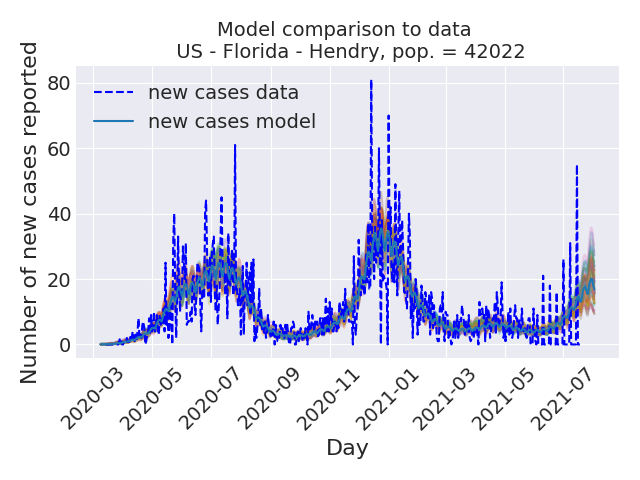 Model comparison to data
US - Florida - Hendry, pop. = 42022
Number of new cases reported
80
60
40
20
0
new cases data
new cases model
2020-03
2020-05
2020-07
2020-09
2020-11
2021-01
2021-03
2021-05
2021-07
Day